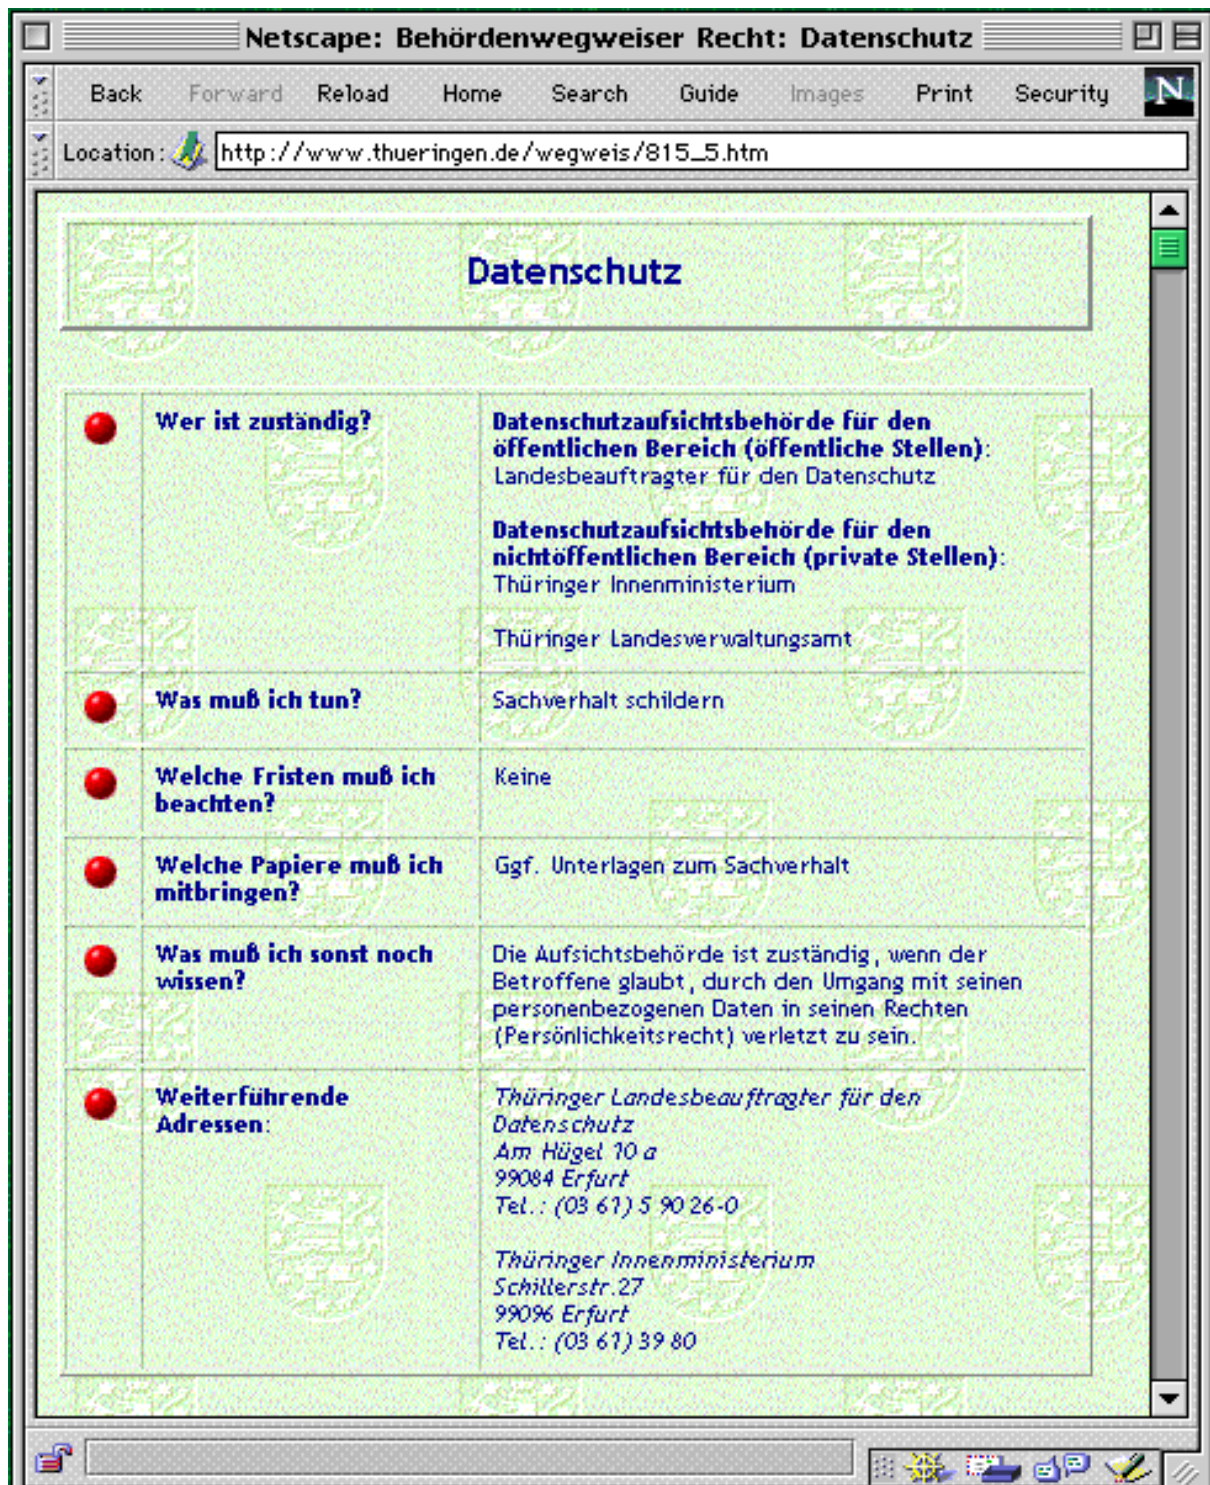 Netscape: Behördenwegweiser Recht: Datenschutz
Back Forward Reload Home Search Guide Images Print Security N
Location: http://www.thueringen.de/wegweis/815_5.htm
Datenschutz
Wer ist zuständig?
Datenschutzaufsichtsbehörde für den
öffentlichen Bereich (öffentliche Stellen):
Landesbeauftragter für den Datenschutz
Datenschutzaufsichtsbehörde für den
nichtöffentlichen Bereich (private Stellen):
Thüringer Innenministerium
Thüringer Landesverwaltungsamt
Was muß ich tun?
Sachverhalt schildern
Welche Fristen muß ich
beachten?
Keine
Welche Papiere muß ich
mitbringen?
Ggf. Unterlagen zum Sachverhalt
Was muß ich sonst noch
wissen?
Die Aufsichtsbehörde ist zuständig, wenn der
Betroffene glaubt, durch den Umgang mit seinen
personenbezogenen Daten in seinen Rechten
(Persönlichkeitsrecht) verletzt zu sein.
Weiterführende
Adressen:
Thüringer Landesbeauftragter für den
Datenschutz
Am Hügel 10 a
99084 Erfurt
Tel.: (03 61) 5 90 26-0
Thüringer Innenministerium
Schillerstr.27
99096 Erfurt
Tel.: (03 61) 39 80